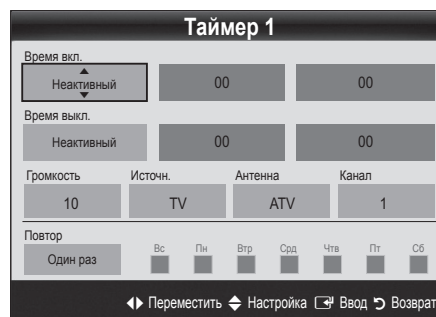 Таймер 1
Время вкл.
Неактивный 00 00
Время выкл.
Неактивный 00 00
Громкость Источн. Антенна Канал
10 TV ATV 1
Повтор
Один раз Вс Пн Втр Срд Чтв Пт Сб
Переместить Настройка Ввод Возврат